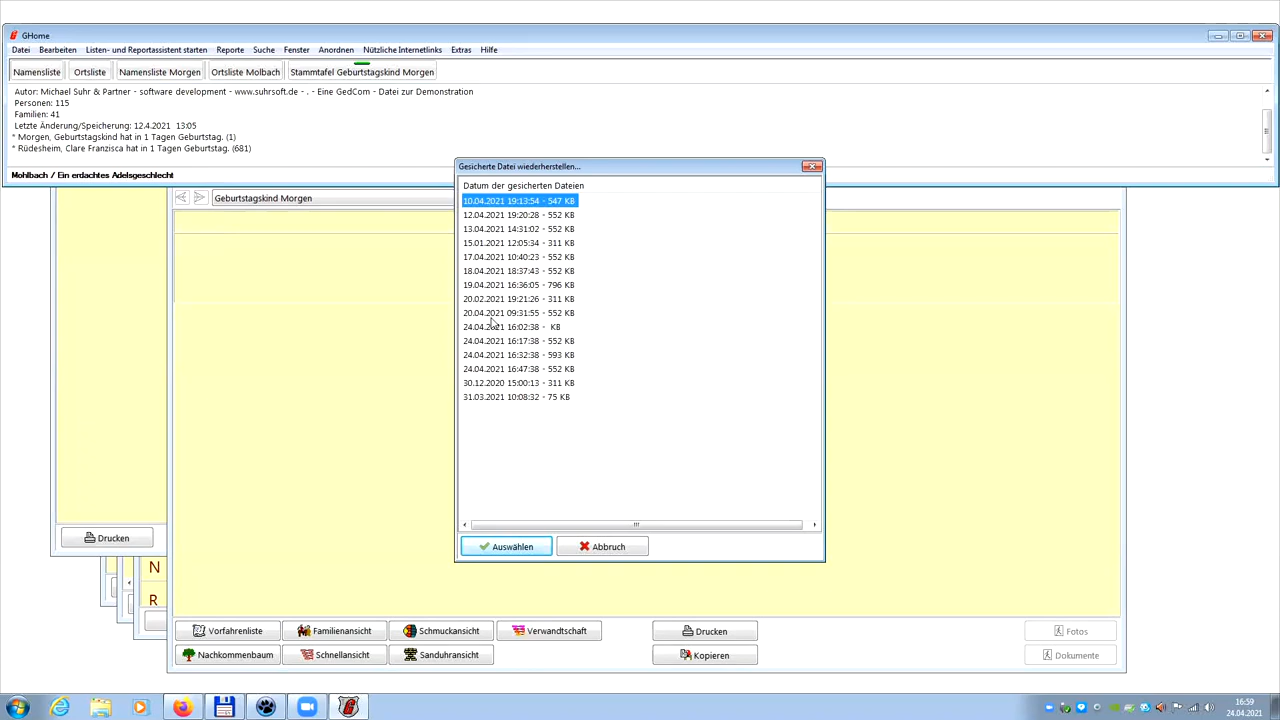 GHome
Datei Bearbeiten Listen- und Reportassistent starten Reporte Suche Fenster Anordnen Nützliche Internetlinks Extras Hilfe
Namensliste Ortsliste Namensliste Morgen Ortsliste Molbach Stammtafel Geburtstagskind Morgen
Autor: Michael Suhr & Partner - software development - www.suhrsoft.de - . - Eine GedCom - Datei zur Demonstration
Personen: 115
Familien: 41
Letzte Änderung/Speicherung: 12.4.2021 13:05
* Morgen, Geburtstagskind hat in 1 Tagen Geburtstag. (1)
* Rüdesheim, Clare Franzisca hat in 1 Tagen Geburtstag. (681)
Mohlbach / Ein erdachtes Adelsgeschlecht
Gesicherte Datei wiederherstellen...
Datum der gesicherten Dateien
Geburtstagskind Morgen
10.04.2021 19:13:54 - 547 KB
12.04.2021 19:20:28 - 552 KB
13.04.2021 14:31:02 - 552 KB
15.01.2021 12:05:34 - 311 KB
17.04.2021 10:40:23 - 552 KB
18.04.2021 18:37:43 - 552 KB
19.04.2021 16:36:05 - 796 KB
20.02.2021 19:21:26 - 311 KB
20.04.2021 09:31:55 - 552 KB
24.04.2021 16:02:38 - KB
24.04.2021 16:17:38 - 552 KB
24.04.2021 16:32:38 - 593 KB
24.04.2021 16:47:38 - 552 KB
30.12.2020 15:00:13 - 311 KB
31.03.2021 10:08:32 - 75 KB
Auswählen Abbruch
Drucken
N
R
Vorfahrenliste Familienansicht Schmuckansicht Verwandtschaft Drucken Fotos
Nachkommenbaum Schnellansicht Sanduhransicht Kopieren Dokumente
16:59
24.04.2021